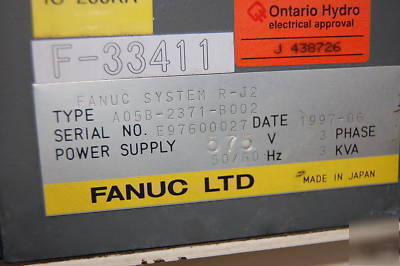 Ontario Hydro
electrical approval
J 438726
F-33411
FANUC SYSTEM R-J2
TYPE A05B-2371-B002
SERIAL NO. E97600027 DATE 1997-06
POWER SUPPLY 575 V 3 PHASE
50/60 Hz 3 KVA
FANUC LTD MADE IN JAPAN